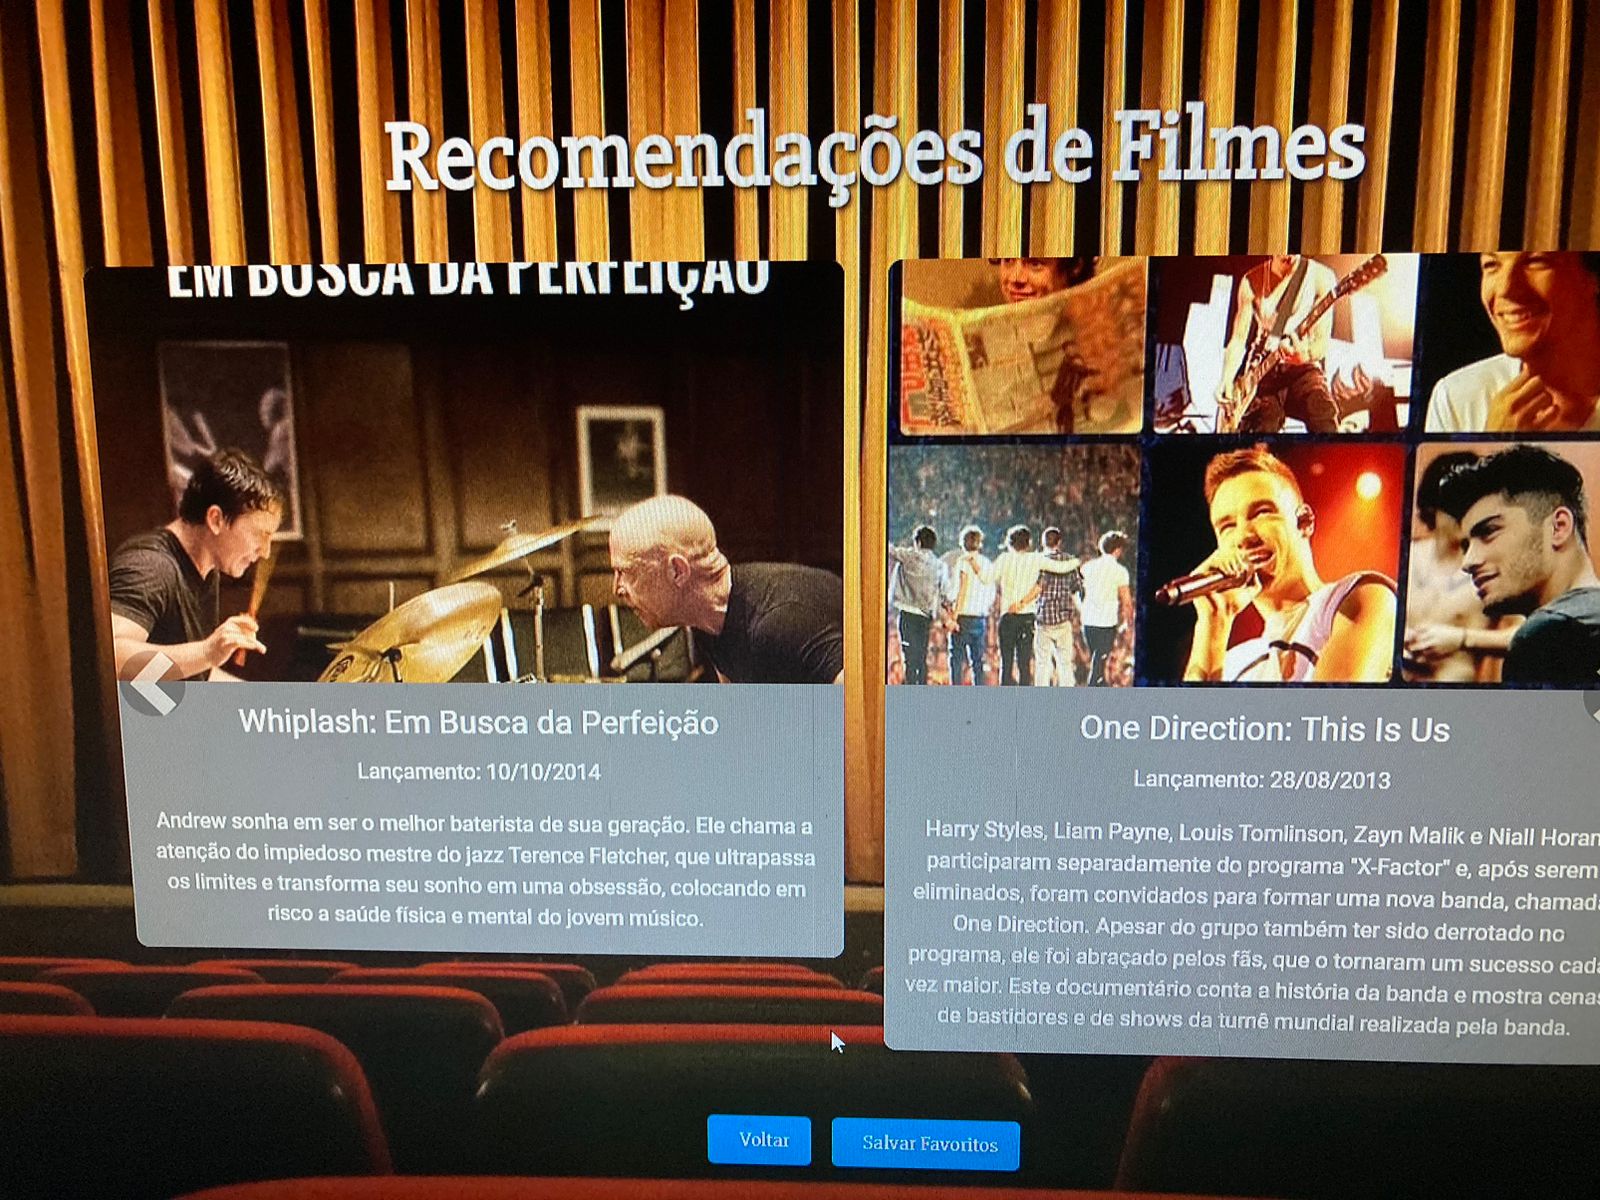 Recomendações de Filmes
EM BUSCA DA PERFEIÇÃO
Whiplash: Em Busca da Perfeição
Lançamento: 10/10/2014
Andrew sonha em ser o melhor baterista de sua geração. Ele chama a
atenção do impiedoso mestre do jazz Terence Fletcher, que ultrapassa
os limites e transforma seu sonho em uma obsessão, colocando em
risco a saúde física e mental do jovem músico.
One Direction: This Is Us
Lançamento: 28/08/2013
Harry Styles, Liam Payne, Louis Tomlinson, Zayn Malik e Niall Horan
participaram separadamente do programa "X-Factor" e, após serem
eliminados, foram convidados para formar uma nova banda, chamad
One Direction. Apesar do grupo também ter sido derrotado no
programa, ele foi abraçado pelos fãs, que o tornaram um sucesso cad
vez maior. Este documentário conta a história da banda e mostra cenas
de bastidores e de shows da turnê mundial realizada pela banda.
Voltar
Salvar Favoritos